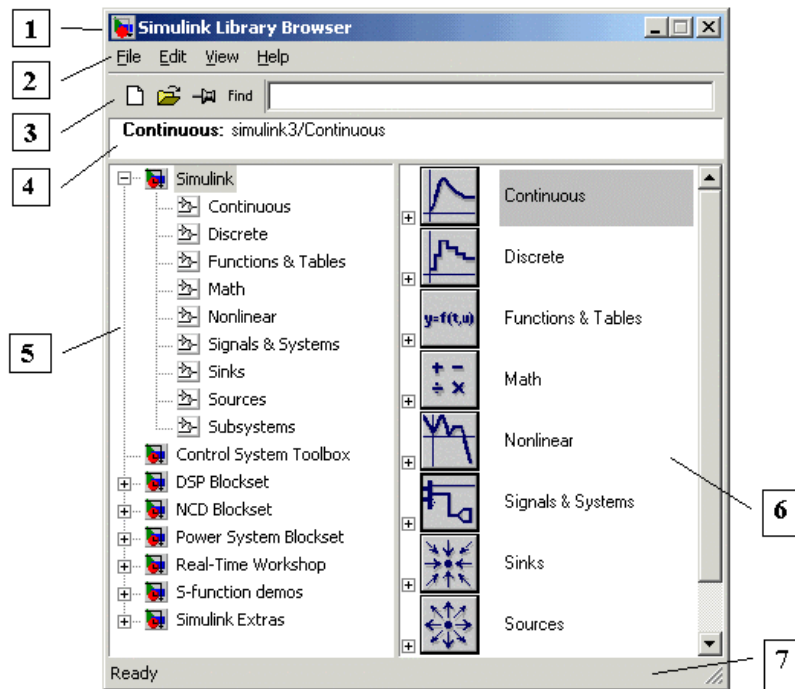 1
Simulink Library Browser
2
File Edit View Help
3
Find
4
Continuous: simulink3/Continuous
5
Simulink
Continuous
Discrete
Functions & Tables
Math
Nonlinear
Signals & Systems
Sinks
Sources
Subsystems
Control System Toolbox
DSP Blockset
NCD Blockset
Power System Blockset
Real-Time Workshop
S-function demos
Simulink Extras
Continuous
Discrete
y=f(t,u) Functions & Tables
+ -
÷ × Math
Nonlinear
Signals & Systems
Sinks
Sources
6
Ready
7